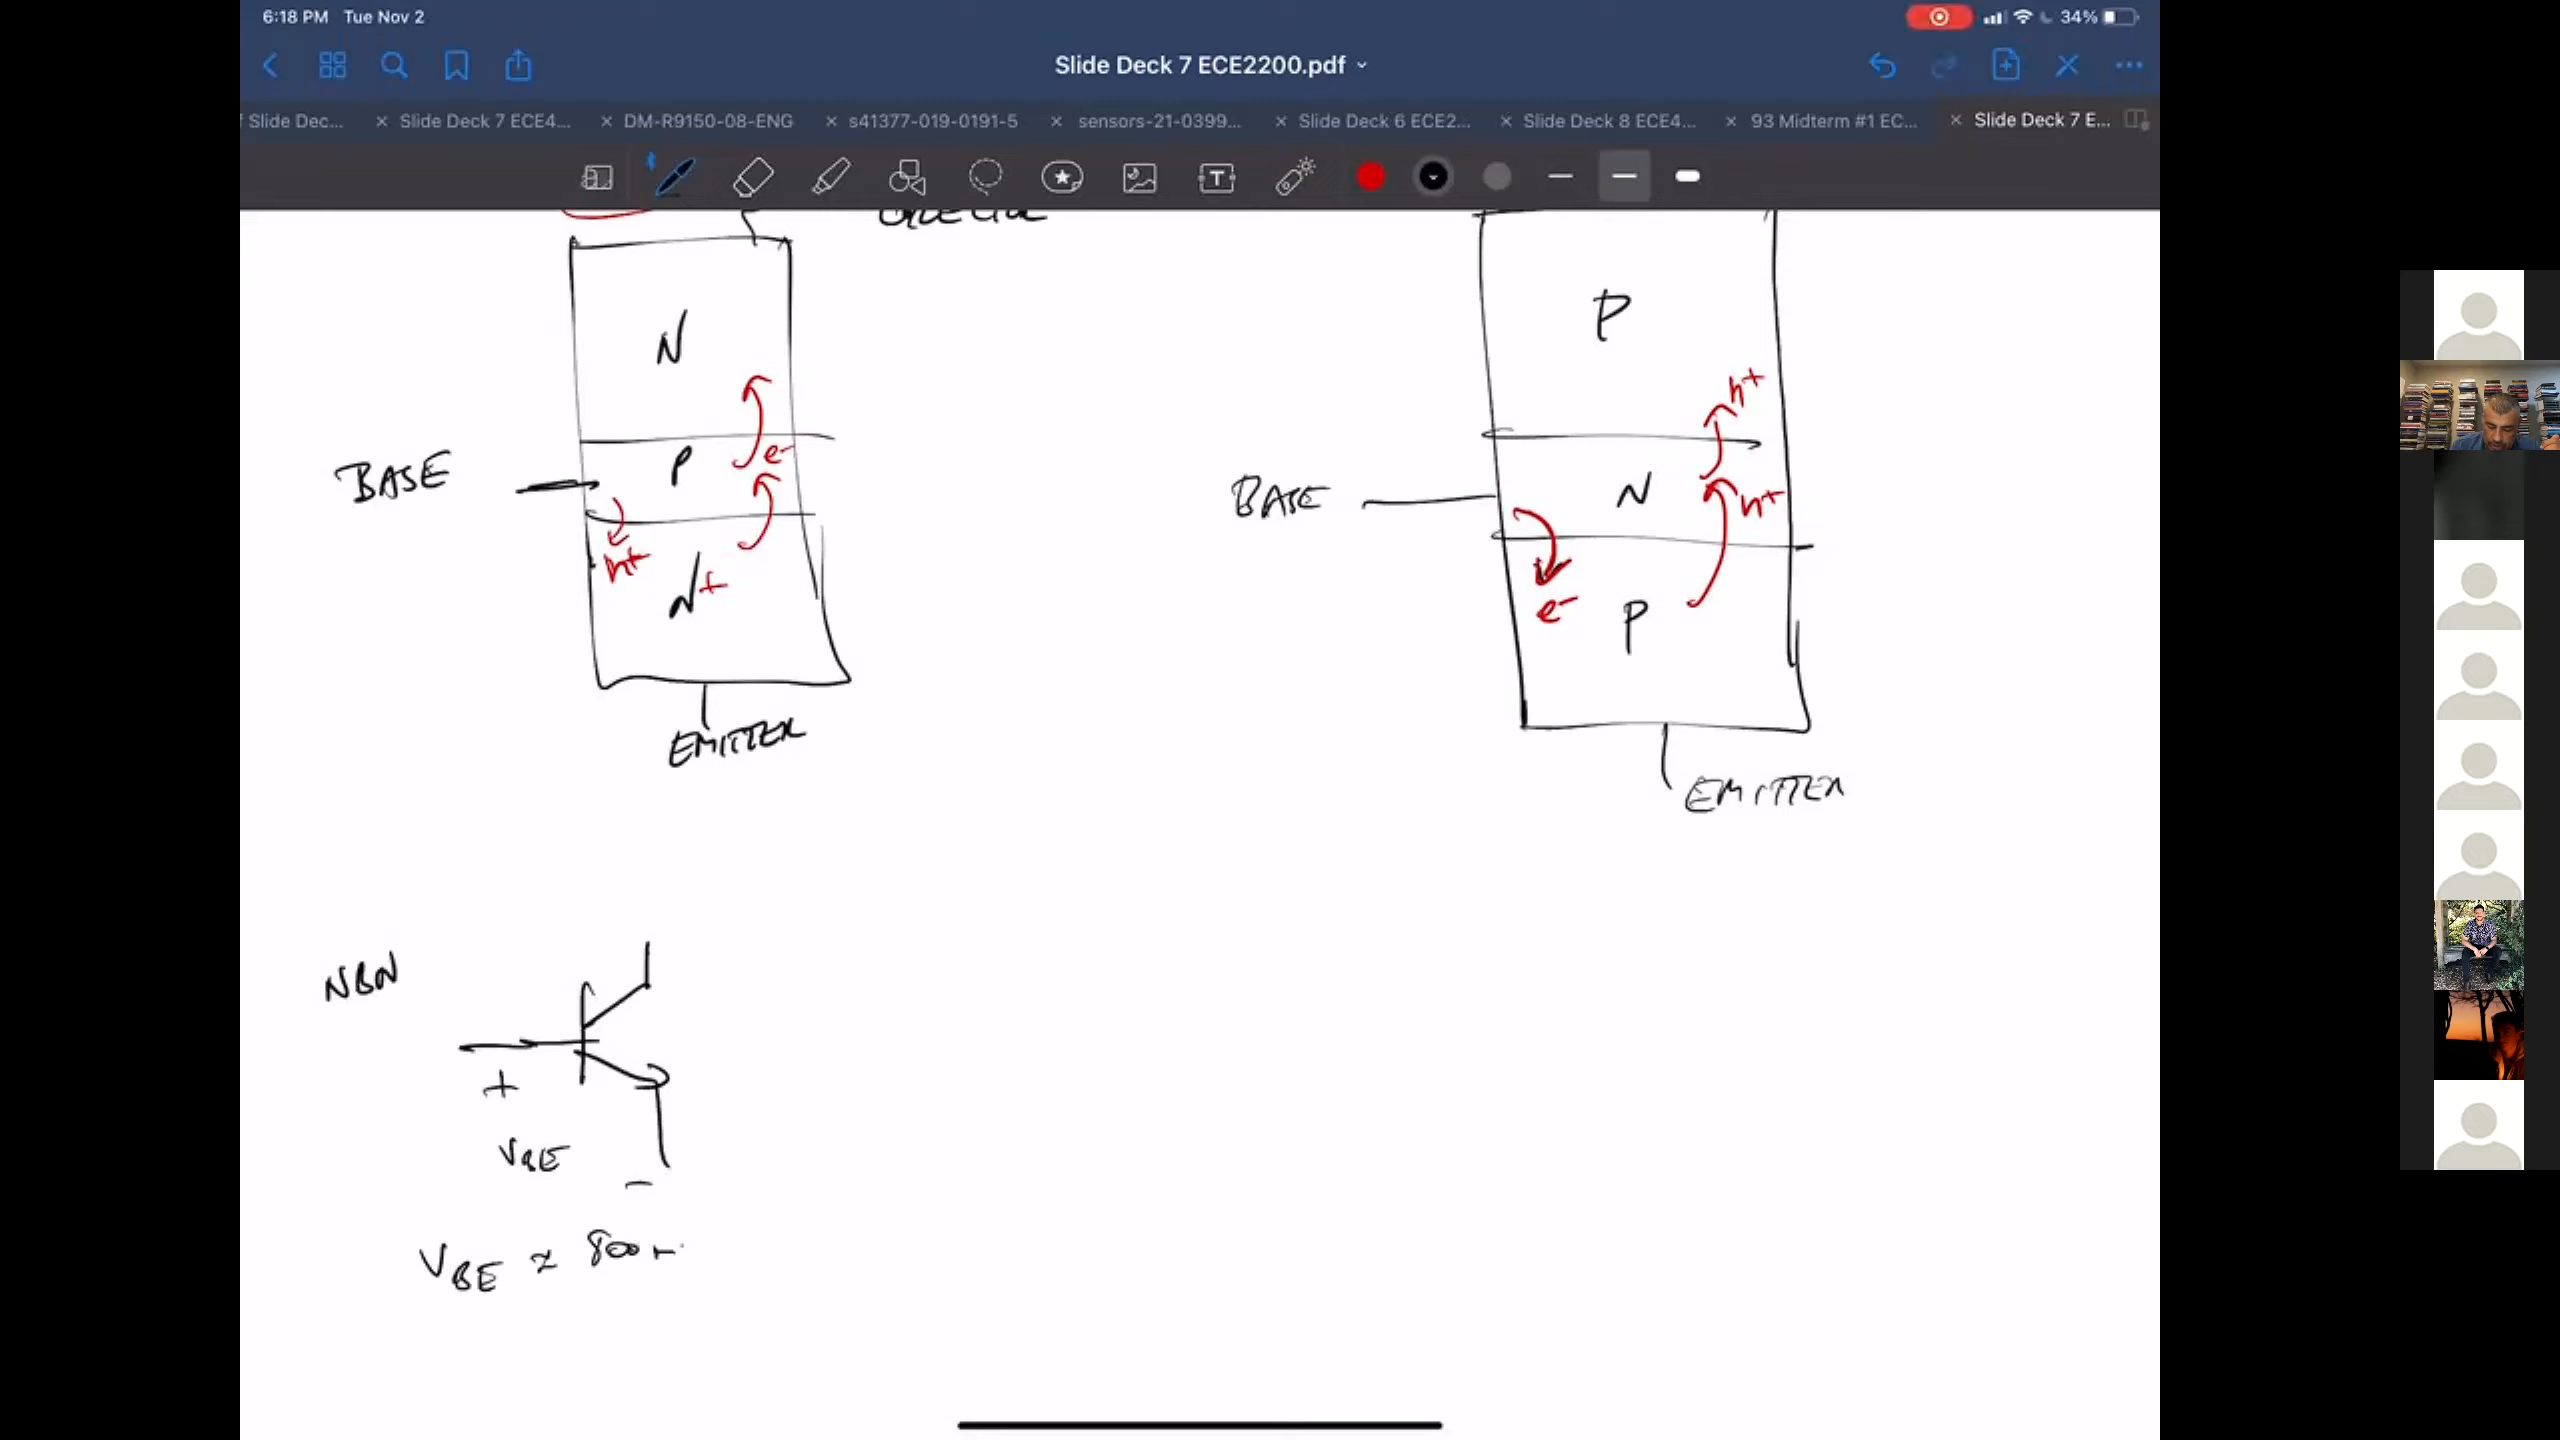 6:18 PM Tue Nov 2
34%
Slide Deck 7 ECE2200.pdf
f Slide Dec...
Slide Deck 7 ECE4...
DM-R9150-08-ENG
s41377-019-0191-5
sensors-21-0399...
Slide Deck 6 ECE2...
Slide Deck 8 ECE4...
93 Midterm #1 EC...
Slide Deck 7 E...
N
P
h+
e-
h+
BASE
P
BASE
N
h+
h+
N+
e-
P
EMITTER
EMITTER
NBN
+
VBE
-
VBE ≈ 800